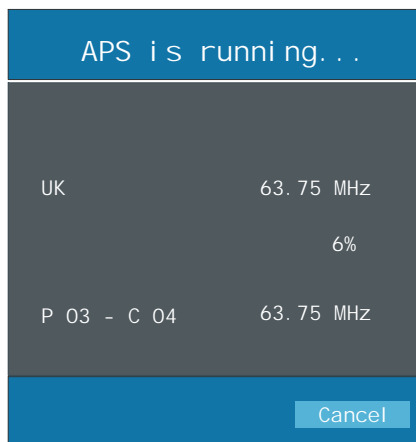 APS is running...
UK 63.75 MHz
6%
P 03 - C 04 63.75 MHz
Cancel